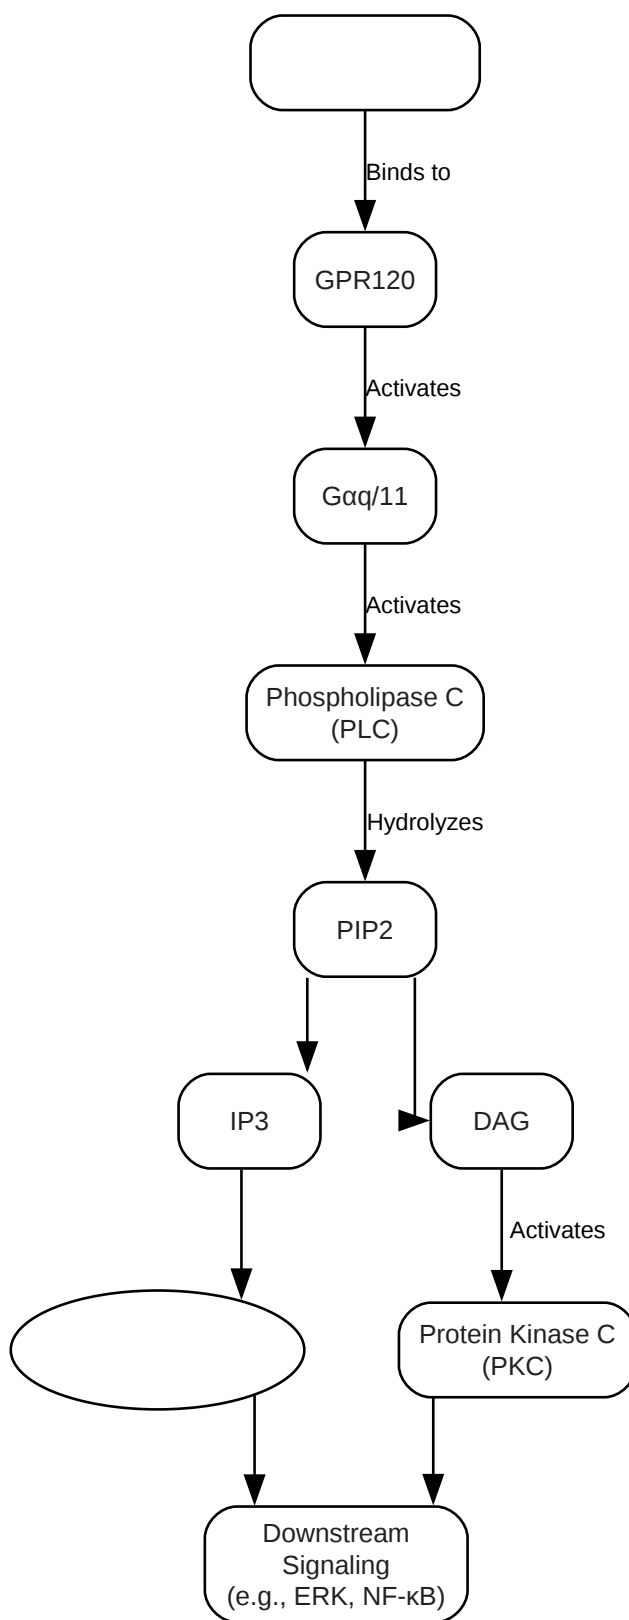 Binds to
GPR120
Activates
Gαq/11
Activates
Phospholipase C
(PLC)
Hydrolyzes
PIP2
IP3
DAG
Activates
Protein Kinase C
(PKC)
Downstream
Signaling
(e.g., ERK, NF-κB)